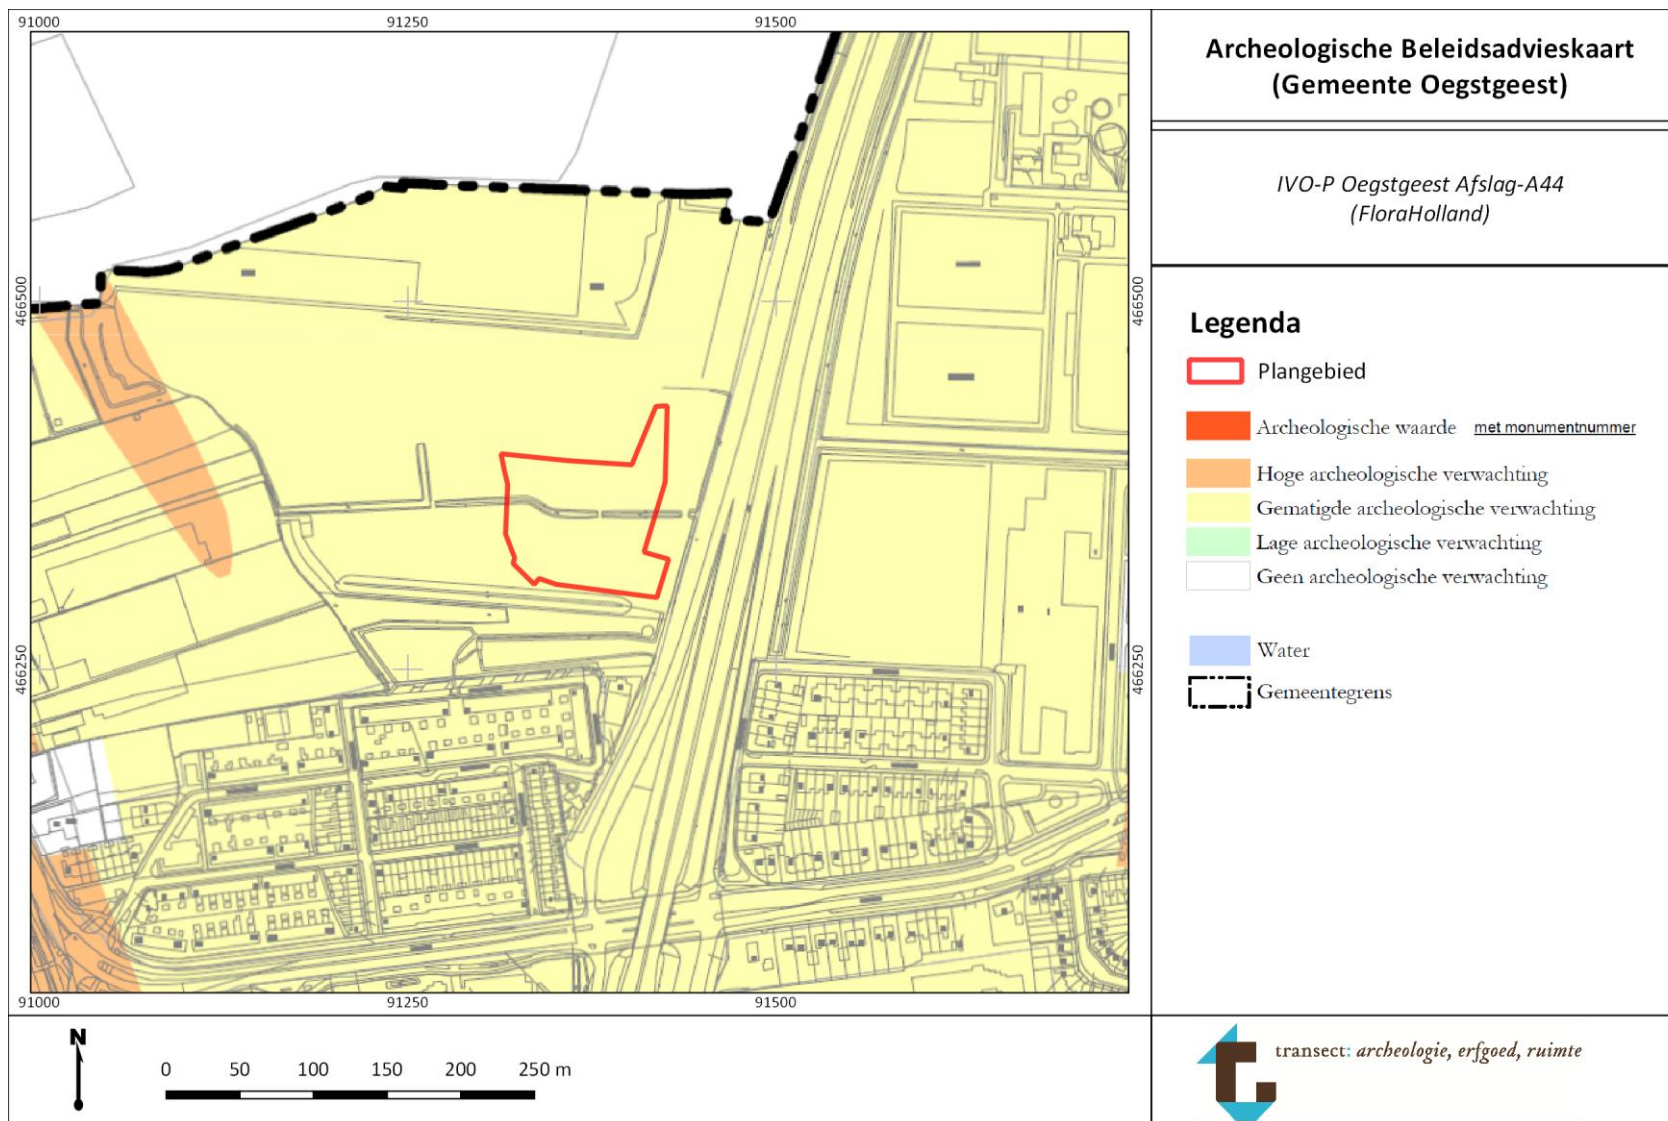 91000
91250
91500
466500
466250
466500
466250
91000
91250
91500
N
0 50 100 150 200 250 m
Archeologische Beleidsadvieskaart
(Gemeente Oegstgeest)
IVO-P Oegstgeest Afslag-A44
(FloraHolland)
Legenda
Plangebied
Archeologische waarde met monumentnummer
Hoge archeologische verwachting
Gematigde archeologische verwachting
Lage archeologische verwachting
Geen archeologische verwachting
Water
Gemeentegrens
transect: archeologie, erfgoed, ruimte